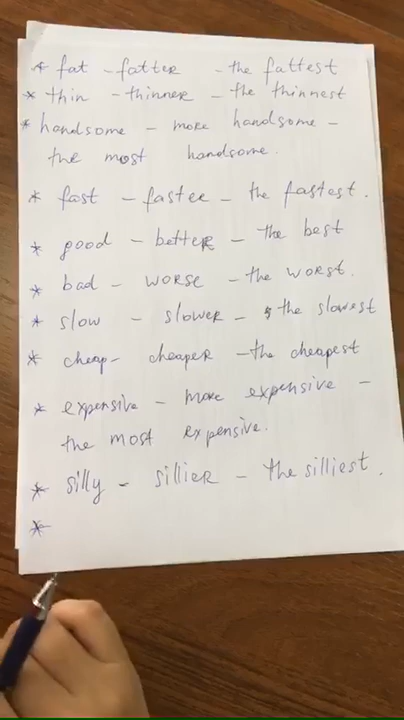 * fat - fatter - the fattest
* thin - thinner - the thinnest
* handsome - more handsome -
the most handsome.
* fast - faster - the fastest.
* good - better - the best
* bad - worse - the worst.
* slow - slower - the slowest
* cheap - cheaper - the cheapest
* expensive - more expensive -
the most expensive.
* silly - sillier - the silliest.
*